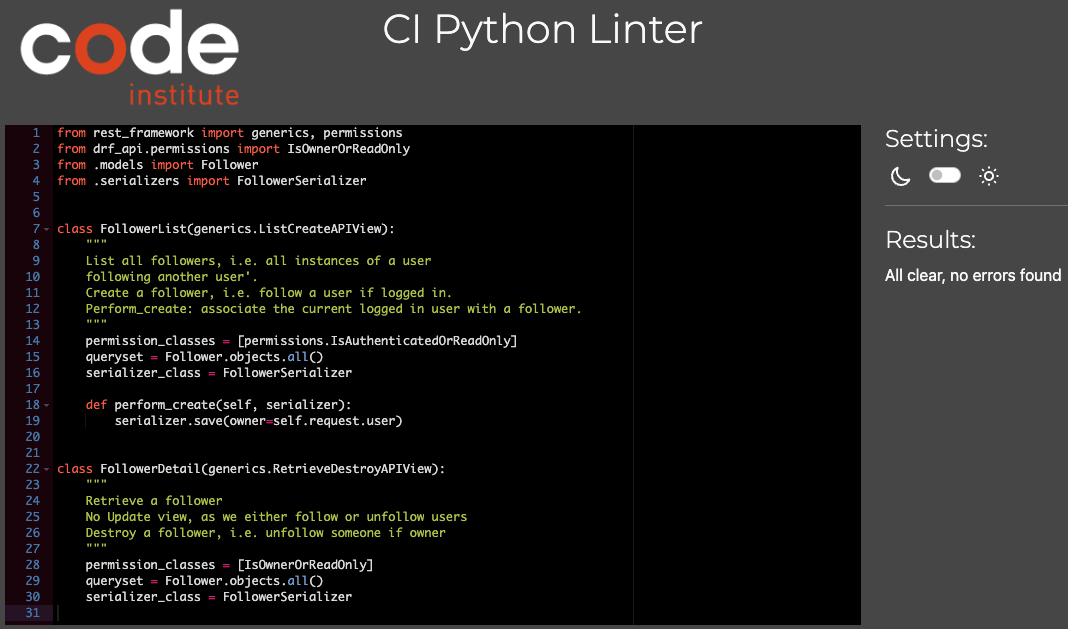 code
institute
CI Python Linter
1 from rest_framework import generics, permissions
2 from drf_api.permissions import IsOwnerOrReadOnly
3 from .models import Follower
4 from .serializers import FollowerSerializer
5
6
7 class FollowerList(generics.ListCreateAPIView):
8     """
9     List all followers, i.e. all instances of a user
10     following another user'.
11     Create a follower, i.e. follow a user if logged in.
12     Perform_create: associate the current logged in user with a follower.
13     """
14     permission_classes = [permissions.IsAuthenticatedOrReadOnly]
15     queryset = Follower.objects.all()
16     serializer_class = FollowerSerializer
17
18     def perform_create(self, serializer):
19         serializer.save(owner=self.request.user)
20
21
22 class FollowerDetail(generics.RetrieveDestroyAPIView):
23     """
24     Retrieve a follower
25     No Update view, as we either follow or unfollow users
26     Destroy a follower, i.e. unfollow someone if owner
27     """
28     permission_classes = [IsOwnerOrReadOnly]
29     queryset = Follower.objects.all()
30     serializer_class = FollowerSerializer
31
Settings:
Results:
All clear, no errors found